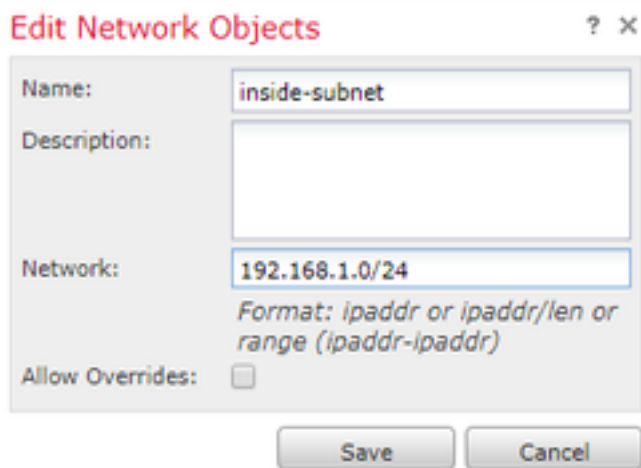 Edit Network Objects ? ×
Name: inside-subnet
Description:
Network: 192.168.1.0/24
Format: ipaddr or ipaddr/len or
range (ipaddr-ipaddr)
Allow Overrides:
Save Cancel